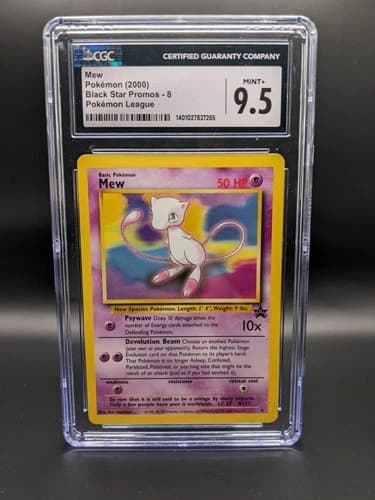 CGC
CERTIFIED GUARANTY COMPANY
Mew
Pokémon (2000)
Black Star Promos - 8
Pokémon League
MINT+
9.5
1401027837265
Basic Pokémon
Mew
50 HP
New Species Pokémon. Length: 1' 4", Weight: 9 lbs.
Psywave Does 10 damage times the
number of Energy cards attached to the
Defending Pokémon.
10x
Devolution Beam Choose an evolved Pokémon
(your own or your opponent's). Return the highest Stage
Evolution card on that Pokémon to its player's hand.
That Pokémon is no longer Asleep, Confused,
Paralyzed, Poisoned, or anything else that might be the
result of an attack (just as if you had evolved it).
weakness
resistance
retreat cost
So rare that it is still said to be a mirage by many experts.
Only a few people have seen it worldwide.